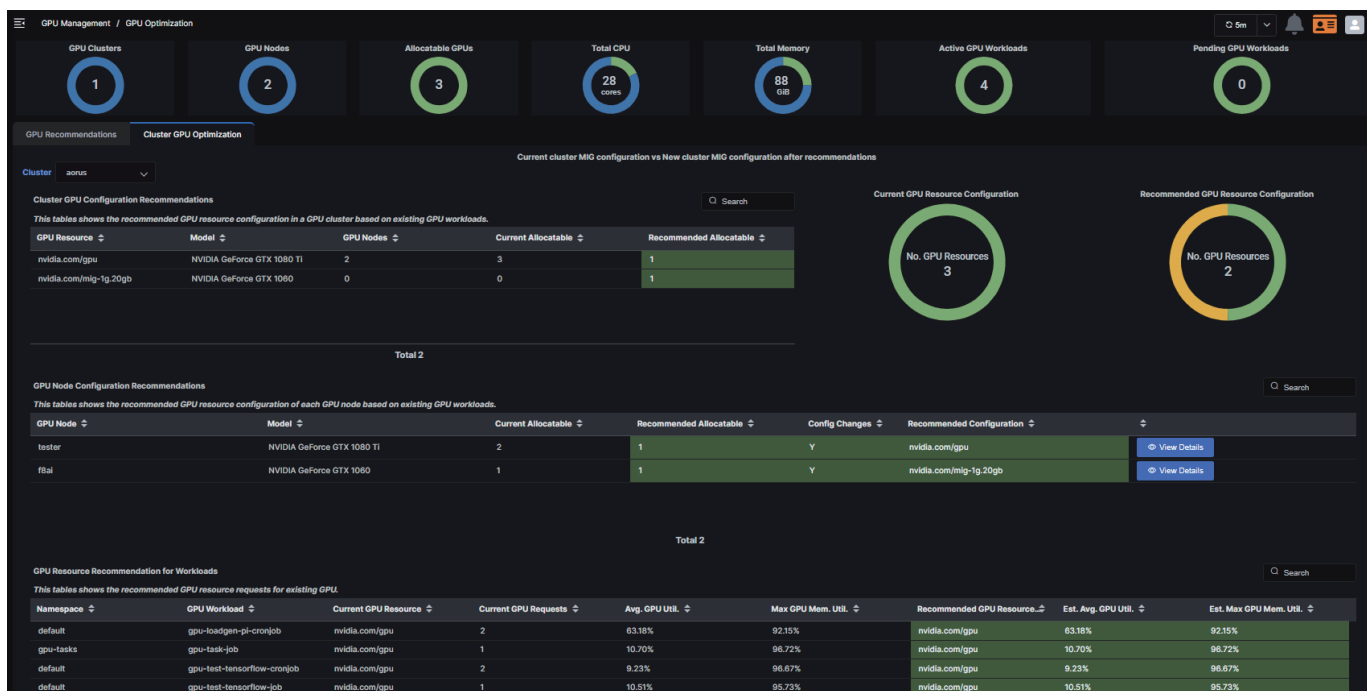 GPU Management / GPU Optimization
5m
GPU Clusters GPU Nodes Allocatable GPUs Total CPU Total Memory Active GPU Workloads Pending GPU Workloads
1 2 3 28 cores 88 GiB 4 0
GPU Recommendations Cluster GPU Optimization
Current cluster MIG configuration vs New cluster MIG configuration after recommendations
Cluster aorus
Cluster GPU Configuration Recommendations Search
This tables shows the recommended GPU resource configuration in a GPU cluster based on existing GPU workloads.
GPU Resource Model GPU Nodes Current Allocatable Recommended Allocatable
nvidia.com/gpu NVIDIA GeForce GTX 1080 Ti 2 3 1
nvidia.com/mig-1g.20gb NVIDIA GeForce GTX 1060 0 0 1
Total 2
Current GPU Resource Configuration
No. GPU Resources
3
Recommended GPU Resource Configuration
No. GPU Resources
2
GPU Node Configuration Recommendations Search
This tables shows the recommended GPU resource configuration of each GPU node based on existing GPU workloads.
GPU Node Model Current Allocatable Recommended Allocatable Config Changes Recommended Configuration
tester NVIDIA GeForce GTX 1080 Ti 2 1 Y nvidia.com/gpu View Details
f8ai NVIDIA GeForce GTX 1060 1 1 Y nvidia.com/mig-1g.20gb View Details
Total 2
GPU Resource Recommendation for Workloads Search
This tables shows the recommended GPU resource requests for existing GPU.
Namespace GPU Workload Current GPU Resource Current GPU Requests Avg. GPU Util. Max GPU Mem. Util. Recommended GPU Resource... Est. Avg. GPU Util. Est. Max GPU Mem. Util.
default gpu-loadgen-pi-cronjob nvidia.com/gpu 2 63.18% 92.15% nvidia.com/gpu 63.18% 92.15%
gpu-tasks gpu-task-job nvidia.com/gpu 1 10.70% 96.72% nvidia.com/gpu 10.70% 96.72%
default gpu-test-tensorflow-cronjob nvidia.com/gpu 2 9.23% 96.67% nvidia.com/gpu 9.23% 96.67%
default gpu-test-tensorflow-job nvidia.com/gpu 1 10.51% 95.73% nvidia.com/gpu 10.51% 95.73%